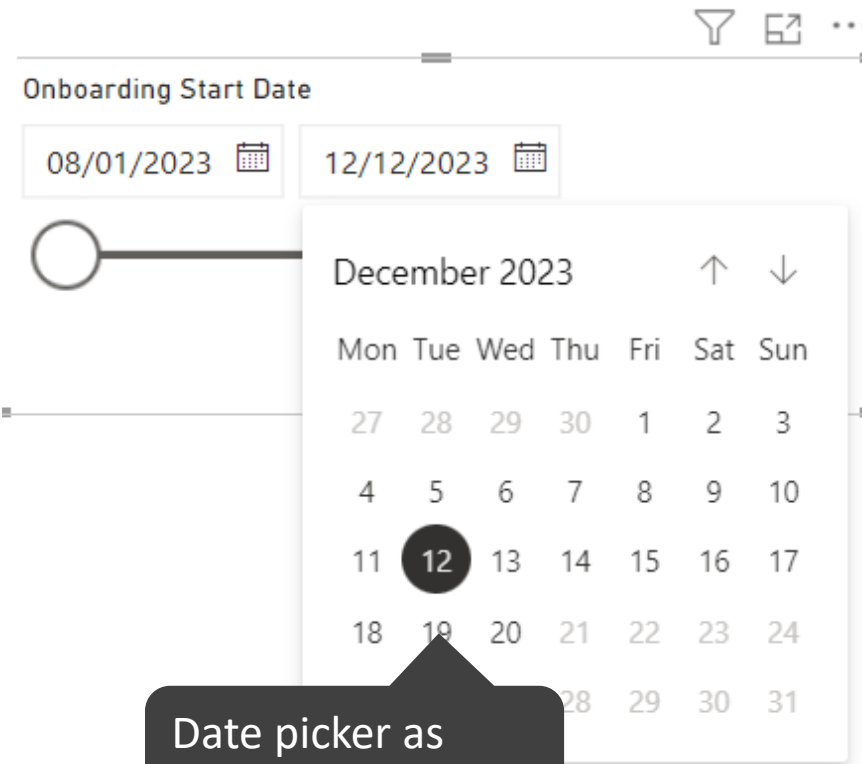 Onboarding Start Date
08/01/2023 12/12/2023
December 2023
Mon Tue Wed Thu Fri Sat Sun
27 28 29 30 1 2 3
4 5 6 7 8 9 10
11 12 13 14 15 16 17
18 19 20 21 22 23 24
28 29 30 31
Date picker as